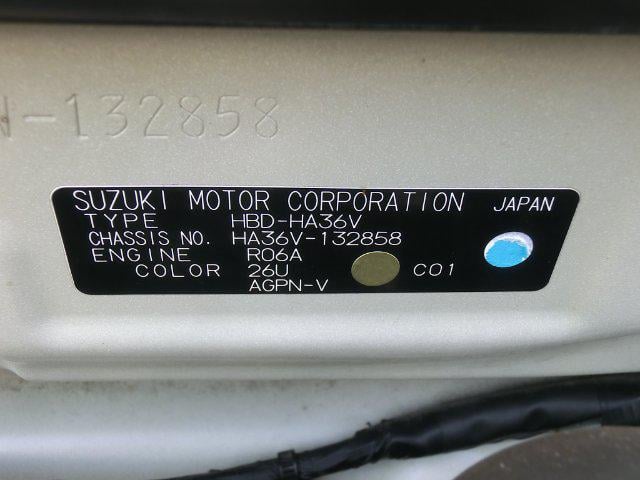 N-132858
SUZUKI MOTOR CORPORATION JAPAN
TYPE HBD-HA36V
CHASSIS NO. HA36V-132858
ENGINE R06A
COLOR 26U C01
AGPN-V